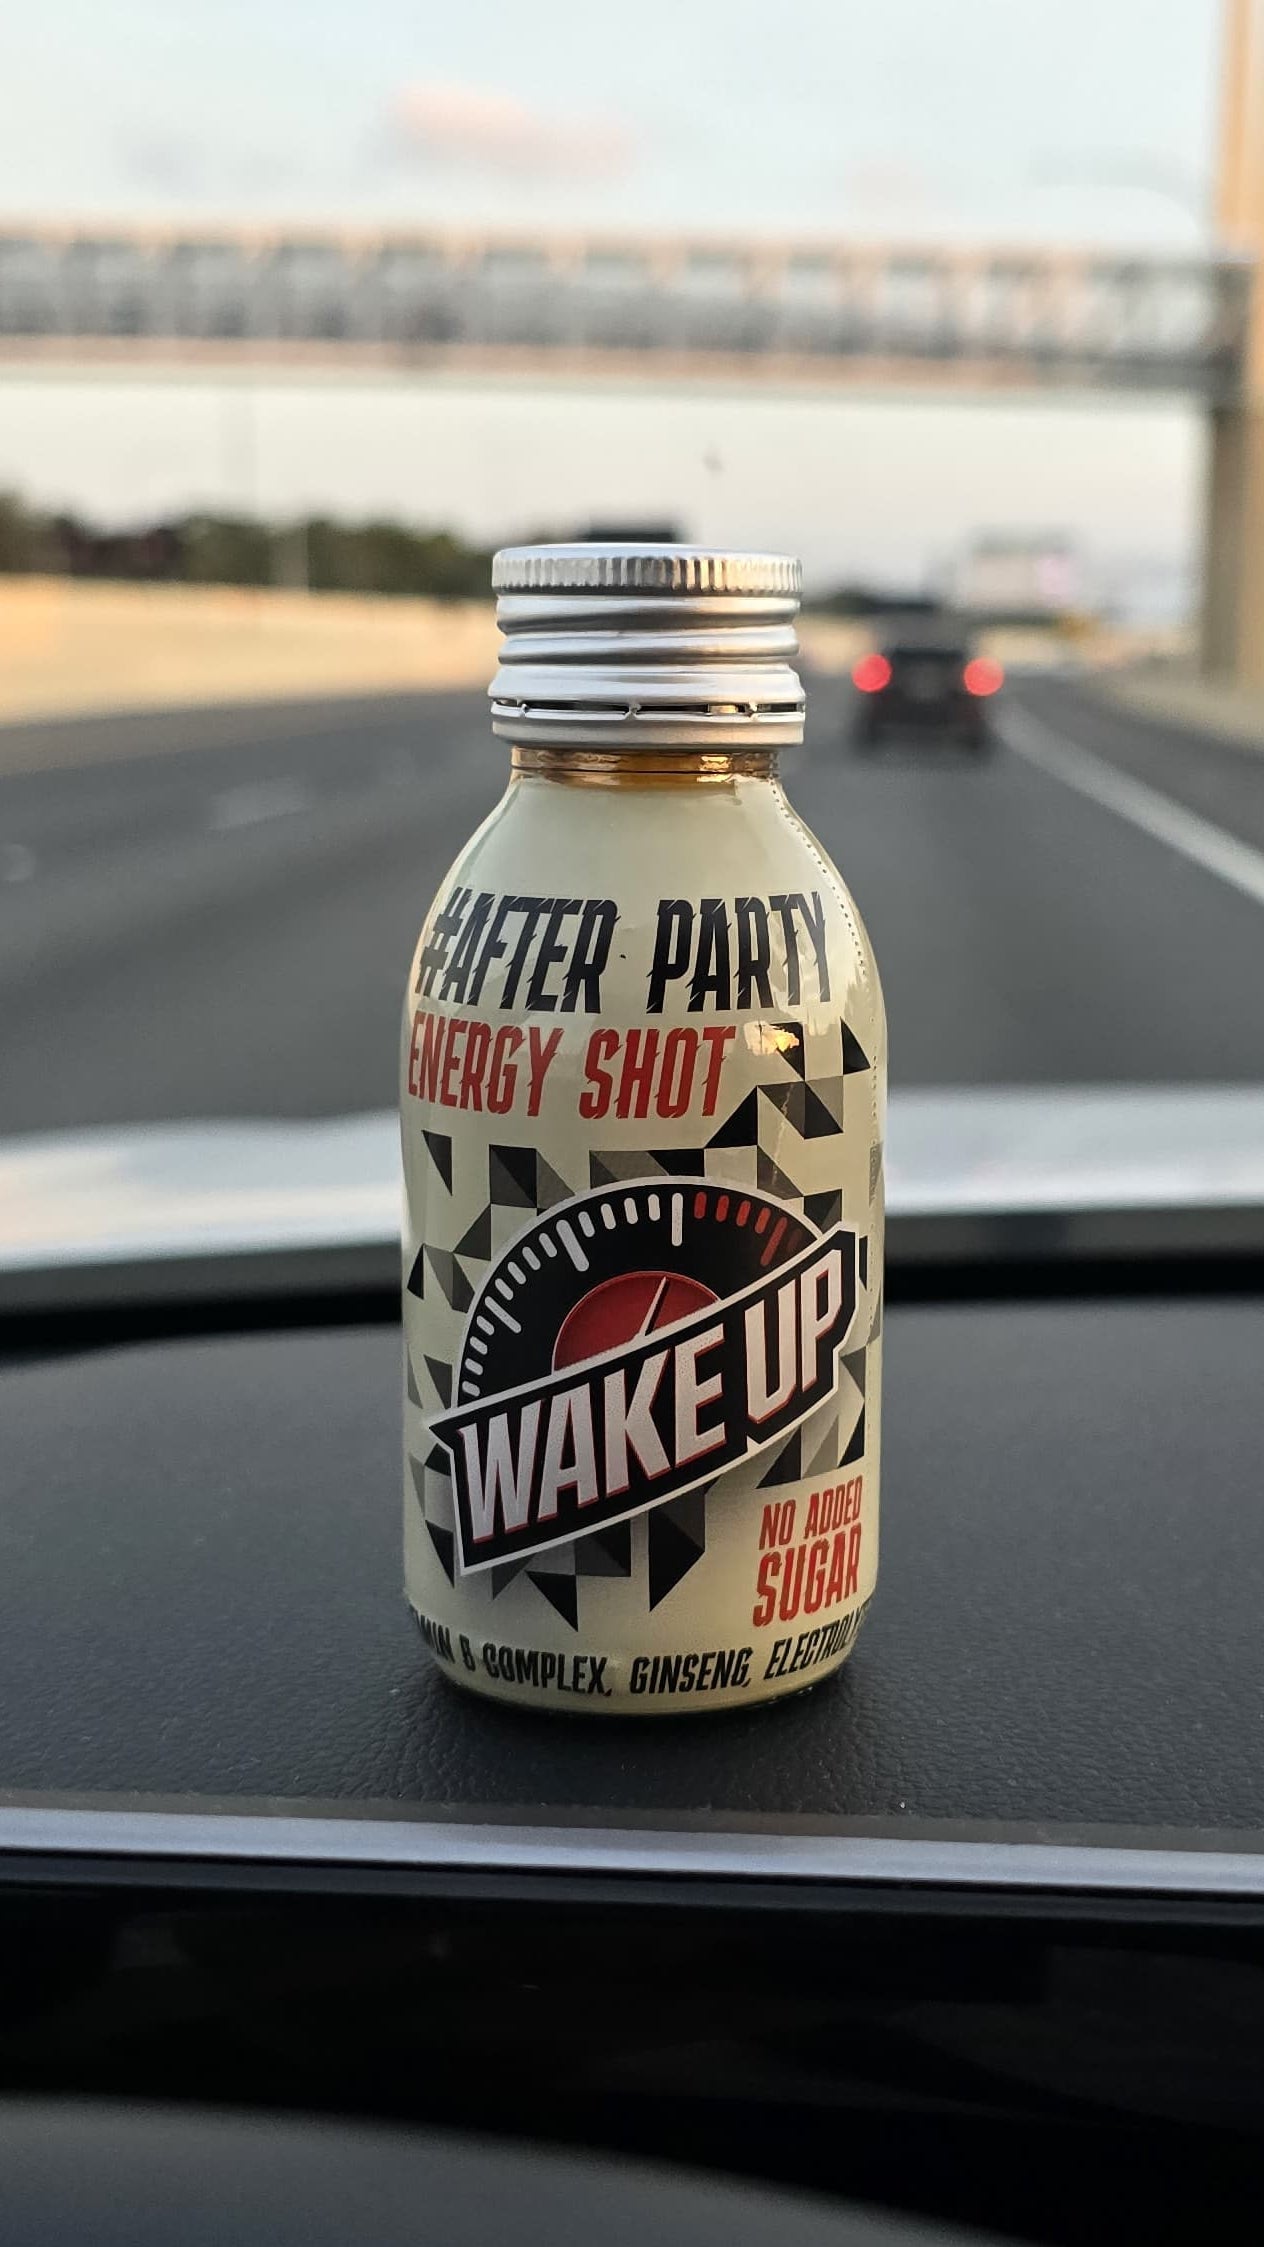 #AFTER PARTY
ENERGY SHOT
WAKE UP
NO ADDED
SUGAR
B COMPLEX, GINSENG,